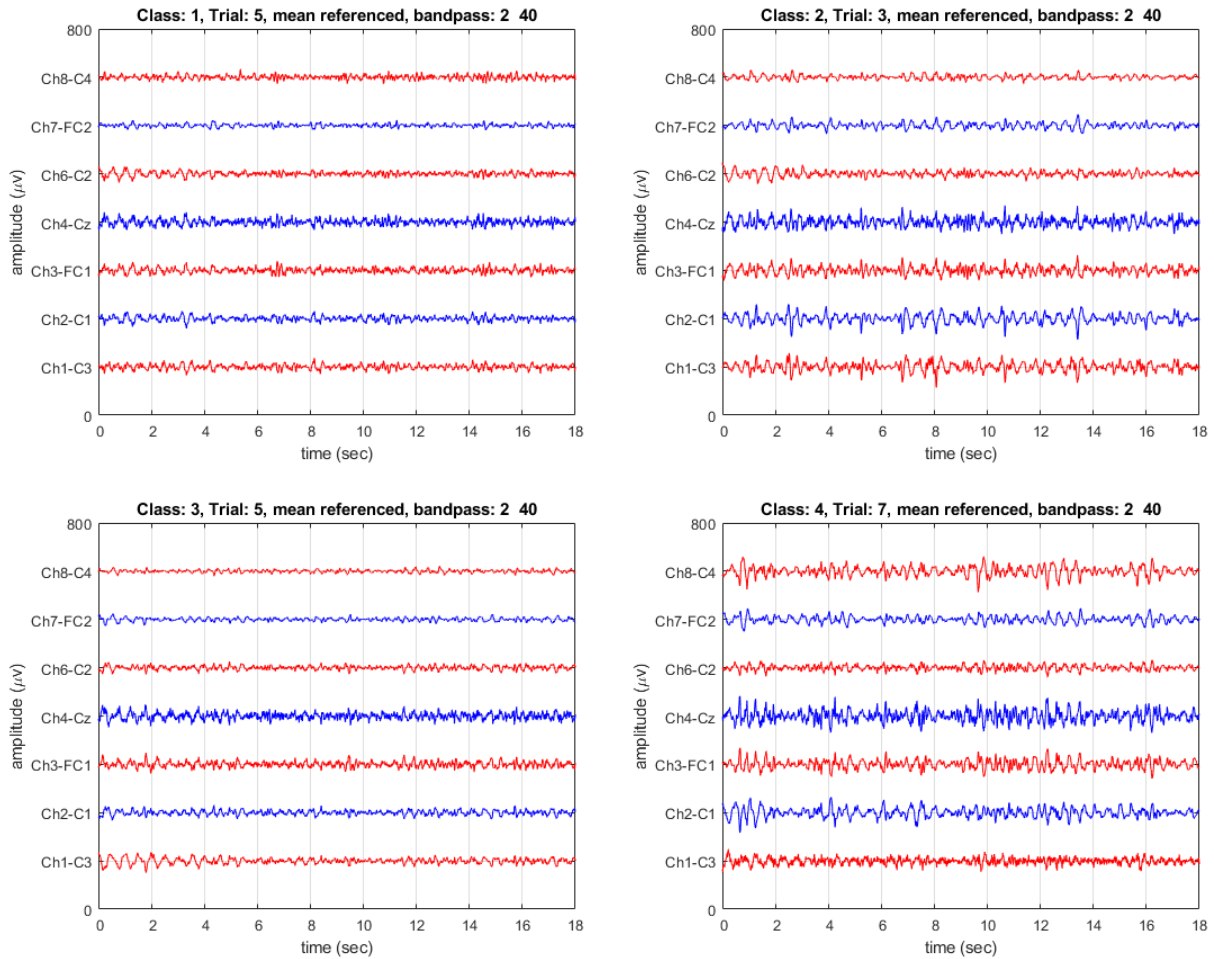 Class: 1, Trial: 5, mean referenced, bandpass: 2  40
800
Ch8-C4
Ch7-FC2
Ch6-C2
Ch4-Cz
Ch3-FC1
Ch2-C1
Ch1-C3
0
amplitude (μv)
0 2 4 6 8 10 12 14 16 18
time (sec)
Class: 2, Trial: 3, mean referenced, bandpass: 2  40
800
Ch8-C4
Ch7-FC2
Ch6-C2
Ch4-Cz
Ch3-FC1
Ch2-C1
Ch1-C3
0
amplitude (μv)
0 2 4 6 8 10 12 14 16 18
time (sec)
Class: 3, Trial: 5, mean referenced, bandpass: 2  40
800
Ch8-C4
Ch7-FC2
Ch6-C2
Ch4-Cz
Ch3-FC1
Ch2-C1
Ch1-C3
0
amplitude (μv)
0 2 4 6 8 10 12 14 16 18
time (sec)
Class: 4, Trial: 7, mean referenced, bandpass: 2  40
800
Ch8-C4
Ch7-FC2
Ch6-C2
Ch4-Cz
Ch3-FC1
Ch2-C1
Ch1-C3
0
amplitude (μv)
0 2 4 6 8 10 12 14 16 18
time (sec)